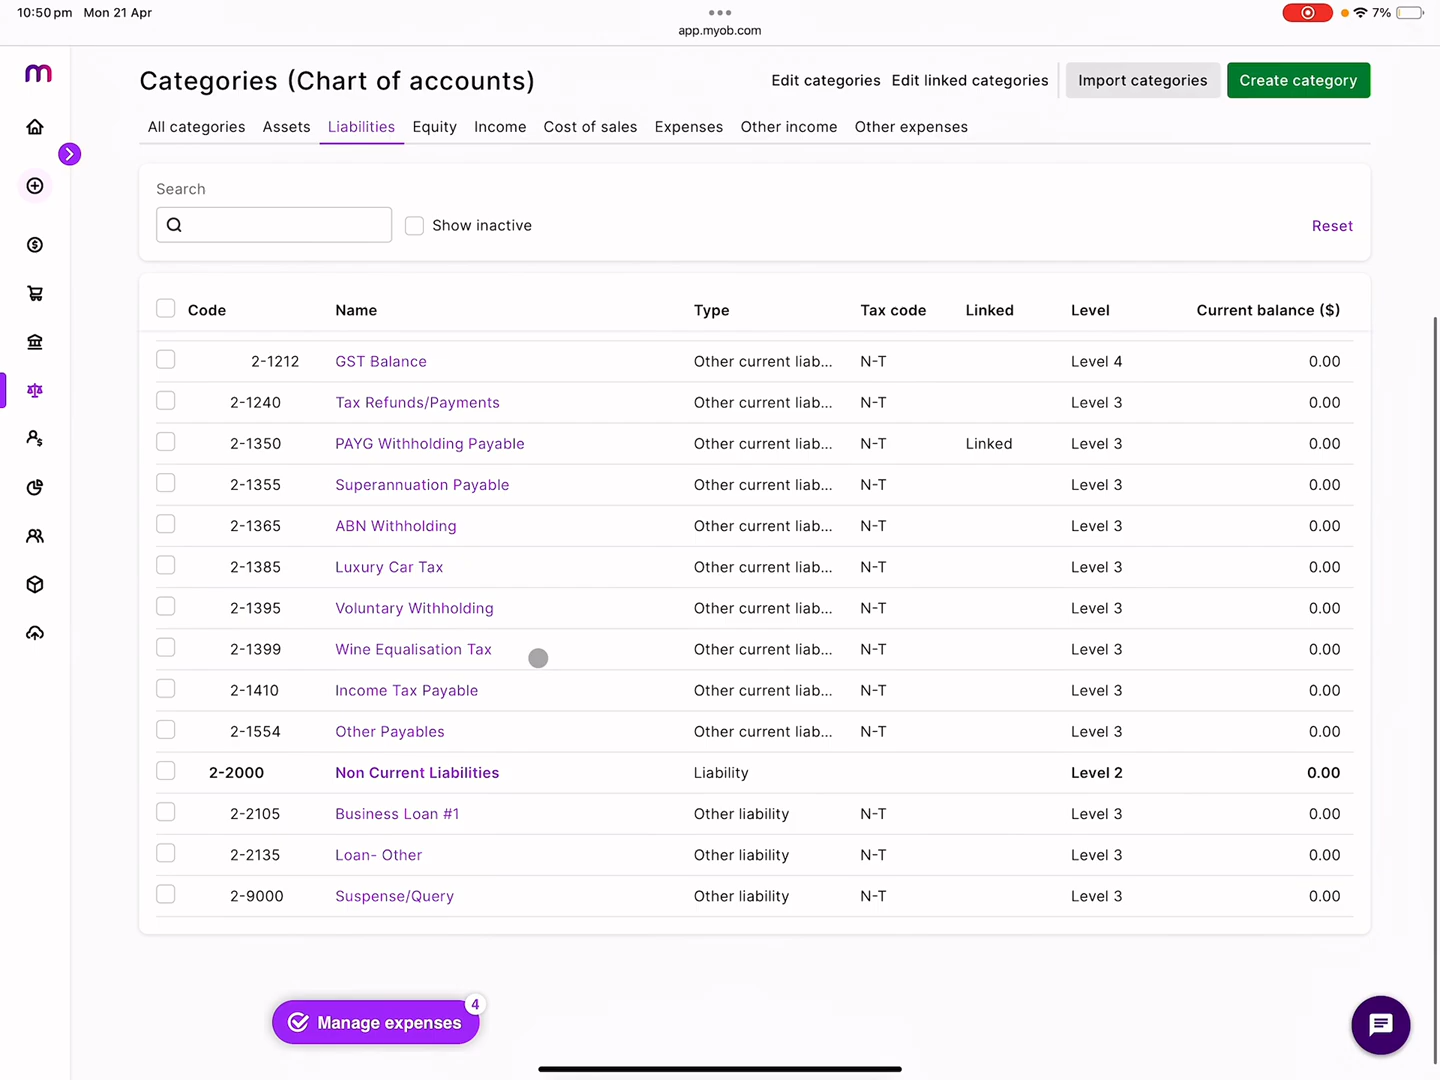 10:50 pm Mon 21 Apr
7%
app.myob.com
m
Categories (Chart of accounts)
Edit categories Edit linked categories Import categories Create category
All categories Assets Liabilities Equity Income Cost of sales Expenses Other income Other expenses
Search
Show inactive
Reset
Code Name Type Tax code Linked Level Current balance ($)
2-1212 GST Balance Other current liab... N-T Level 4 0.00
2-1240 Tax Refunds/Payments Other current liab... N-T Level 3 0.00
2-1350 PAYG Withholding Payable Other current liab... N-T Linked Level 3 0.00
2-1355 Superannuation Payable Other current liab... N-T Level 3 0.00
2-1365 ABN Withholding Other current liab... N-T Level 3 0.00
2-1385 Luxury Car Tax Other current liab... N-T Level 3 0.00
2-1395 Voluntary Withholding Other current liab... N-T Level 3 0.00
2-1399 Wine Equalisation Tax Other current liab... N-T Level 3 0.00
2-1410 Income Tax Payable Other current liab... N-T Level 3 0.00
2-1554 Other Payables Other current liab... N-T Level 3 0.00
2-2000 Non Current Liabilities Liability Level 2 0.00
2-2105 Business Loan #1 Other liability N-T Level 3 0.00
2-2135 Loan- Other Other liability N-T Level 3 0.00
2-9000 Suspense/Query Other liability N-T Level 3 0.00
Manage expenses 4